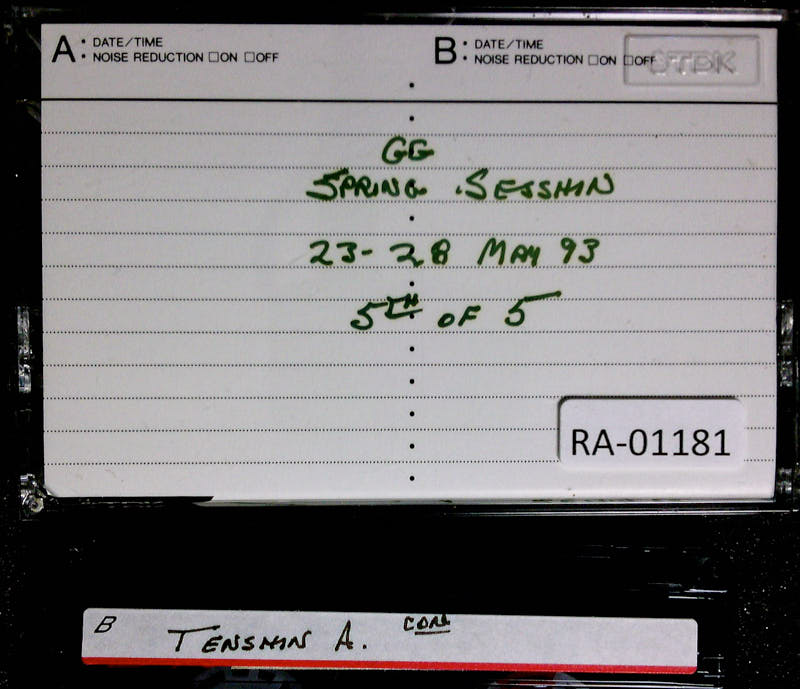 A: DATE/TIME
• NOISE REDUCTION □ON □OFF
B: DATE/TIME
• NOISE REDUCTION □ON □OFF
TDK
GG
SPRING SESSHIN
23-28 MAY 93
5TH OF 5
RA-01181
B TENSHIN A. CON